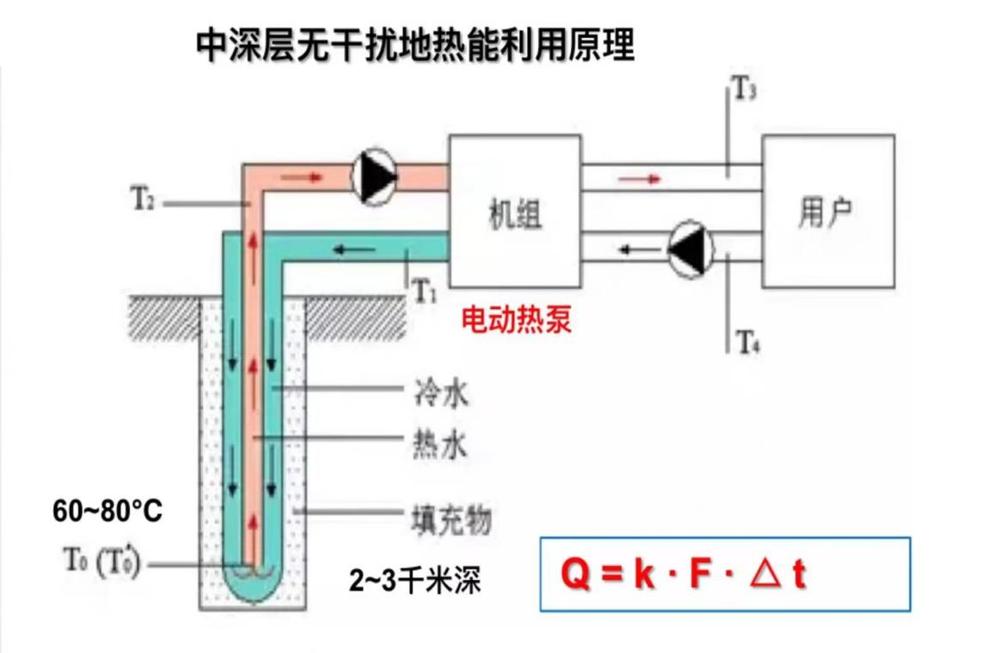 中深层无干扰地热能利用原理
T3
T2
机组
用户
T1
电动热泵
T4
冷水
热水
60~80°C
填充物
T0 (T0')
2~3千米深
Q = k · F · △ t